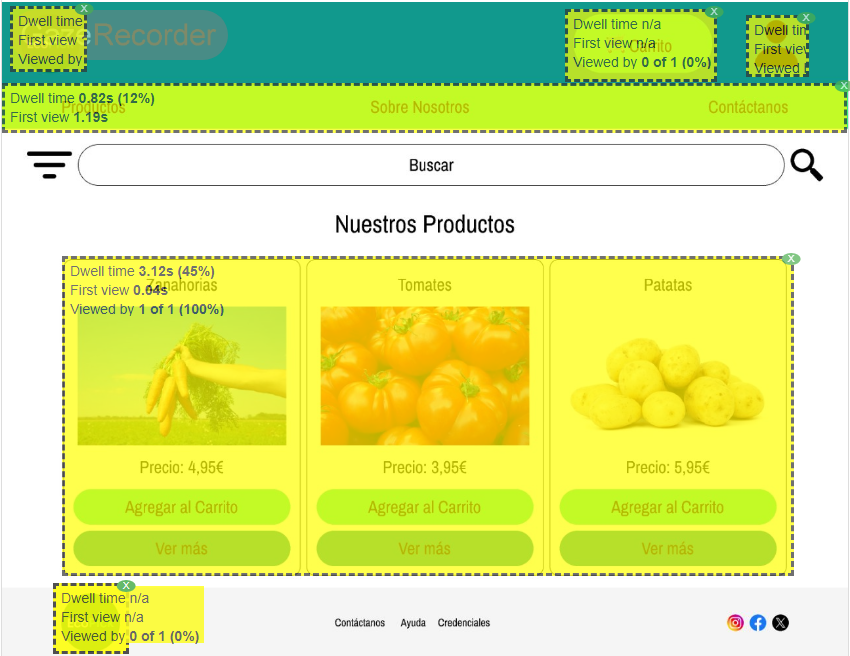 GazeRecorder
Dwell time
First view
Viewed by
X
Dwell time n/a
First view n/a
Viewed by 0 of 1 (0%)
Carrito
X
Dwell tim
First view
Viewed
X
Dwell time 0.82s (12%)
First view 1.19s
X
Productos
Sobre Nosotros
Contáctanos
Buscar
Nuestros Productos
Dwell time 3.12s (45%)
First view 0.04s
Viewed by 1 of 1 (100%)
X
Zanahorias
Tomates
Patatas
Precio: 4,95€
Precio: 3,95€
Precio: 5,95€
Agregar al Carrito
Agregar al Carrito
Agregar al Carrito
Ver más
Ver más
Ver más
Dwell time n/a
First view n/a
Viewed by 0 of 1 (0%)
X
Contáctanos
Ayuda
Credenciales